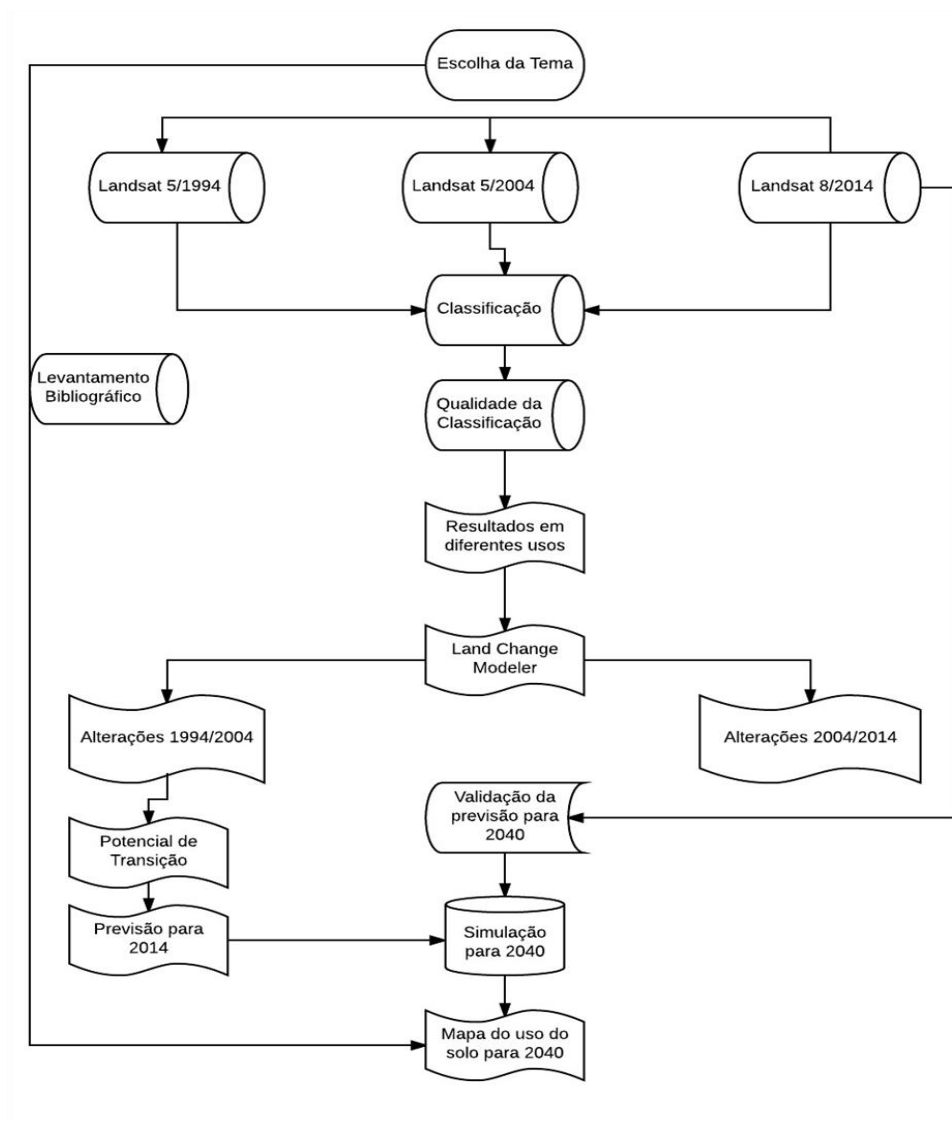 Escolha da Tema
Landsat 5/1994
Landsat 5/2004
Landsat 8/2014
Classificação
Levantamento
Bibliográfico
Qualidade da
Classificação
Resultados em
diferentes usos
Land Change
Modeler
Alterações 1994/2004
Alterações 2004/2014
Validação da
previsão para
2040
Potencial de
Transição
Previsão para
2014
Simulação
para 2040
Mapa do uso do
solo para 2040